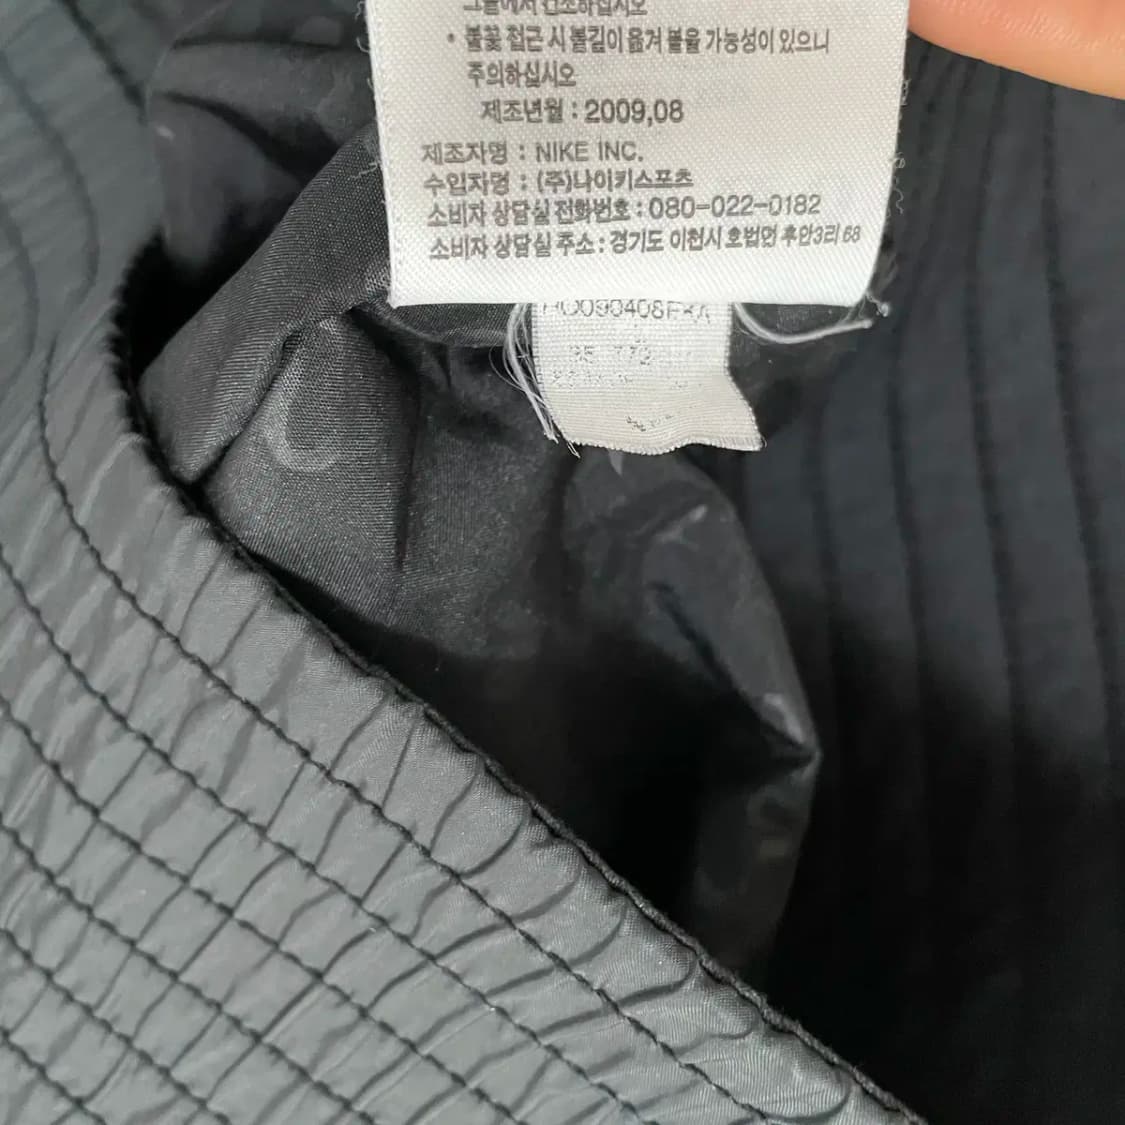 그늘에서 건조하십시오
• 불꽃 접근 시 불길이 옮겨 붙을 가능성이 있으니
주의하십시오
제조년월 : 2009,08
제조자명 : NIKE INC.
수입자명 : (주)나이키스포츠
소비자 상담실 전화번호 : 080-022-0182
소비자 상담실 주소 : 경기도 이천시 호법면 후안3리 68